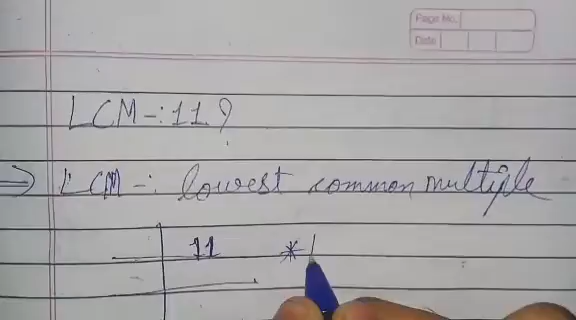 Page No.
Date
LCM -: 11 ?
⇒ LCM -: lowest common multiple
11 *